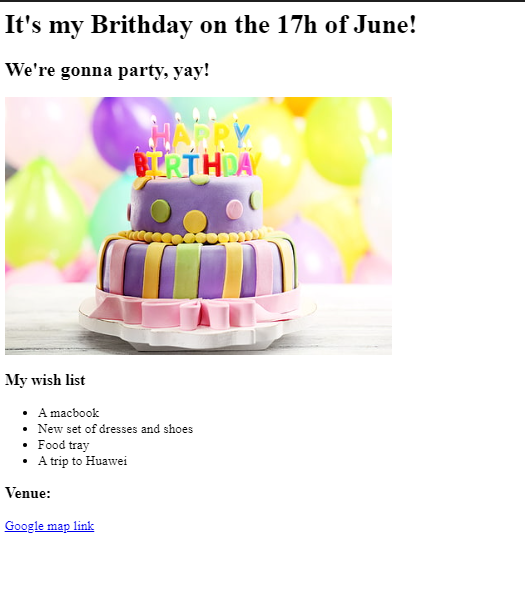 It's my Brithday on the 17h of June!
We're gonna party, yay!
HAPPY
BIRTHDAY
My wish list
A macbook
New set of dresses and shoes
Food tray
A trip to Huawei
Venue:
Google map link